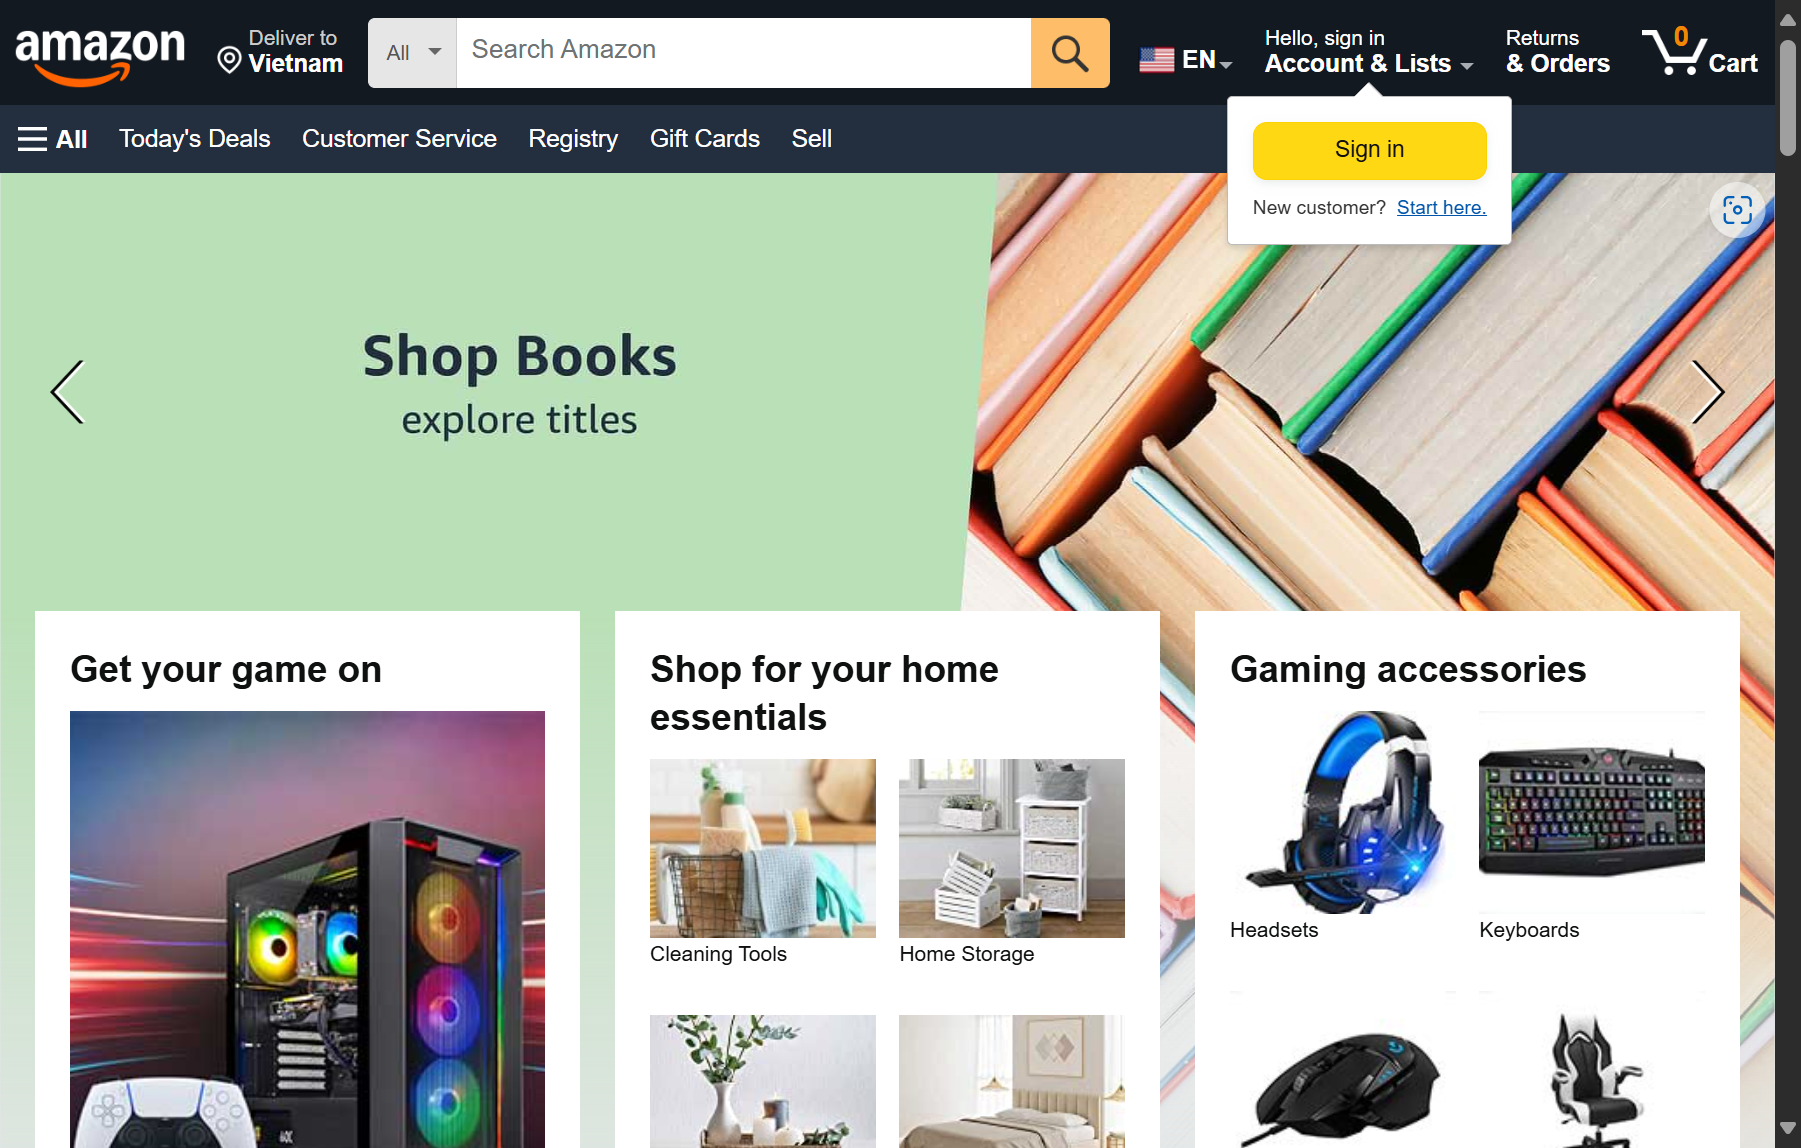 amazon
Deliver to
Vietnam
All
Search Amazon
EN
Hello, sign in
Account & Lists
Returns
& Orders
0
Cart
All
Today's Deals
Customer Service
Registry
Gift Cards
Sell
Sign in
New customer? Start here.
Shop Books
explore titles
Get your game on
Shop for your home
essentials
Gaming accessories
Cleaning Tools
Home Storage
Headsets
Keyboards